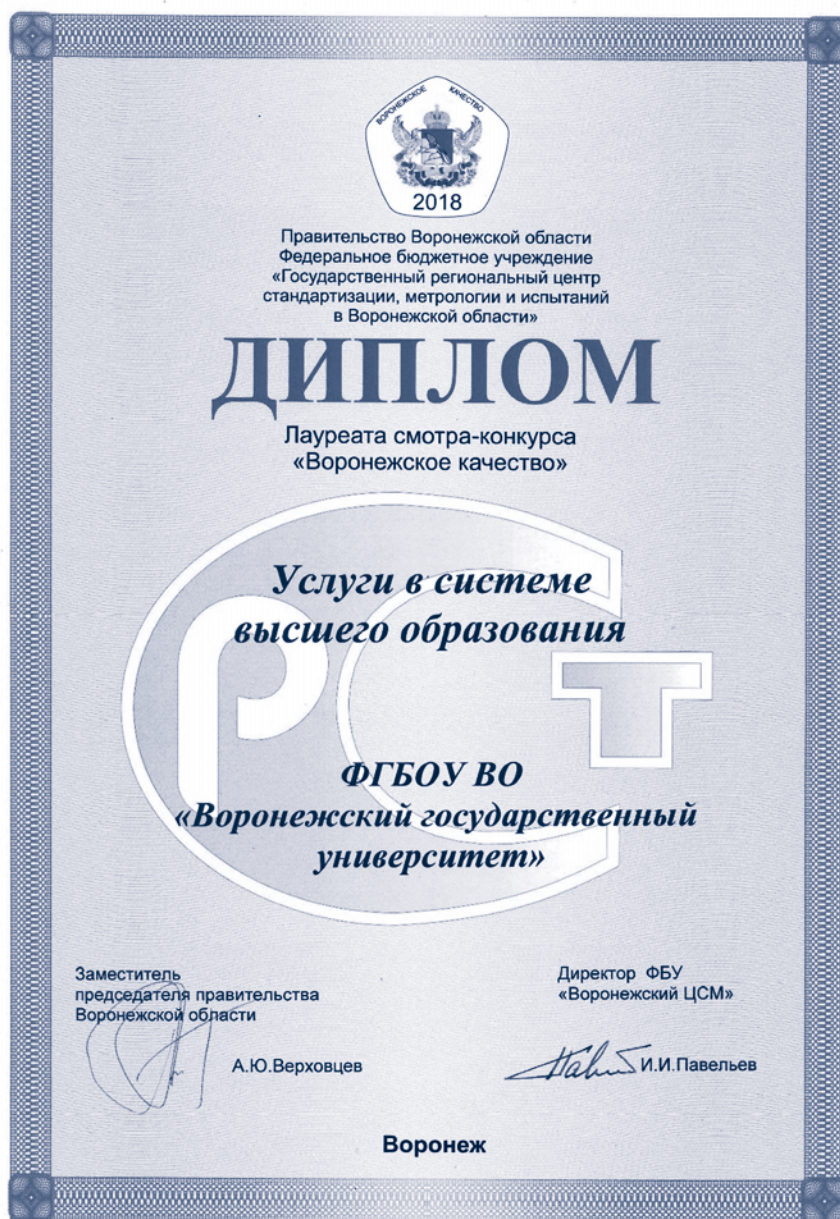 ВОРОНЕЖСКОЕ КАЧЕСТВО
2018
Правительство Воронежской области
Федеральное бюджетное учреждение
«Государственный региональный центр
стандартизации, метрологии и испытаний
в Воронежской области»
ДИПЛОМ
Лауреата смотра-конкурса
«Воронежское качество»
Услуги в системе
высшего образования
РСТ
ФГБОУ ВО
«Воронежский государственный
университет»
Заместитель
председателя правительства
Воронежской области
А.Ю.Верховцев
Директор ФБУ
«Воронежский ЦСМ»
И.И.Павельев
Воронеж